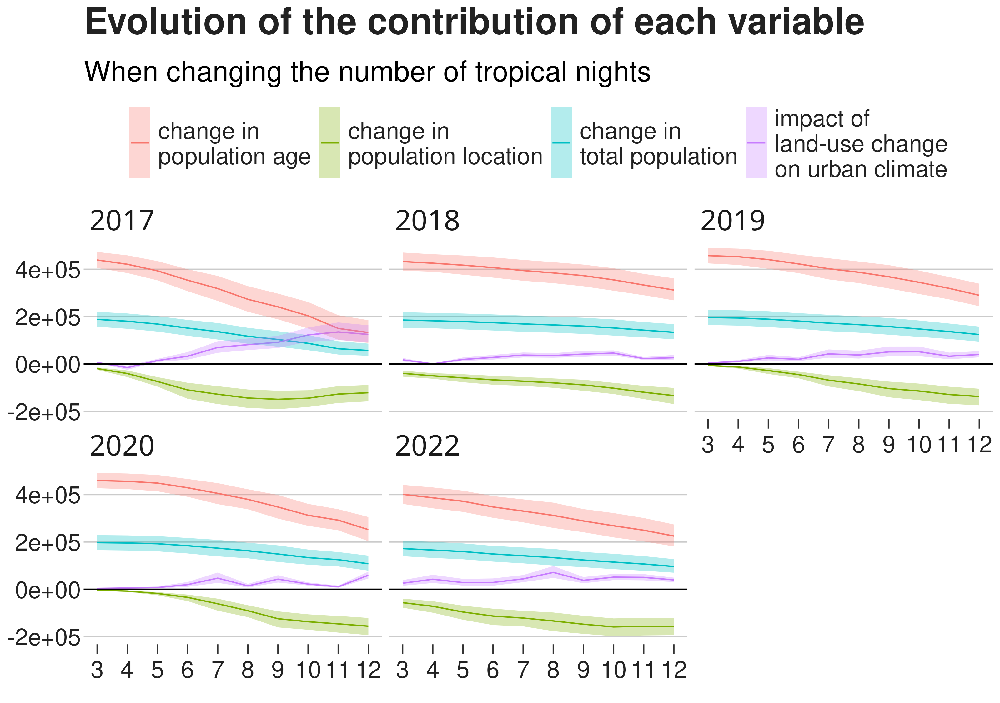 Evolution of the contribution of each variable
When changing the number of tropical nights
change in
population age
change in
population location
change in
total population
impact of
land-use change
on urban climate
2017
2018
2019
4e+05
2e+05
0e+00
-2e+05
3 4 5 6 7 8 9 10 11 12
2020
2022
4e+05
2e+05
0e+00
-2e+05
3 4 5 6 7 8 9 10 11 12
3 4 5 6 7 8 9 10 11 12